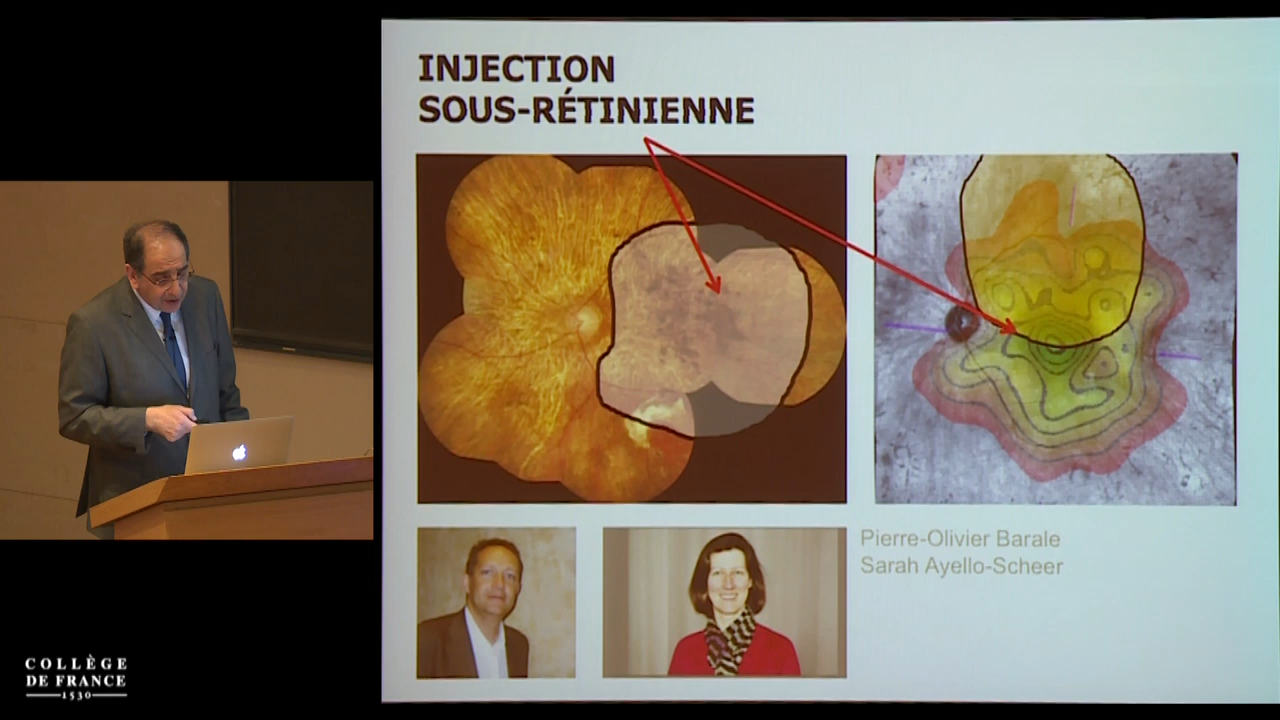 INJECTION
SOUS-RÉTINIENNE
Pierre-Olivier Barale
Sarah Ayello-Scheer
COLLÈGE
DE FRANCE
1530